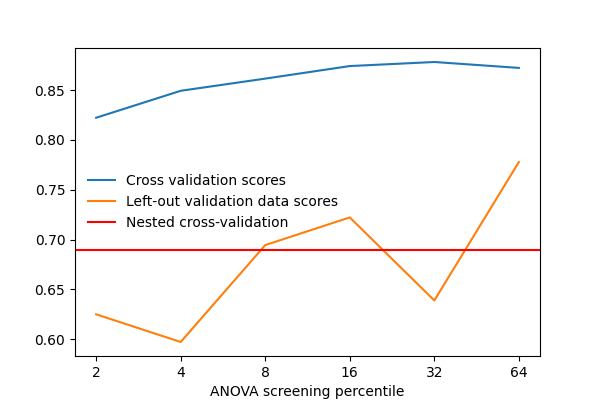 0.85
0.80
0.75
0.70
0.65
0.60
Cross validation scores
Left-out validation data scores
Nested cross-validation
2 4 8 16 32 64
ANOVA screening percentile